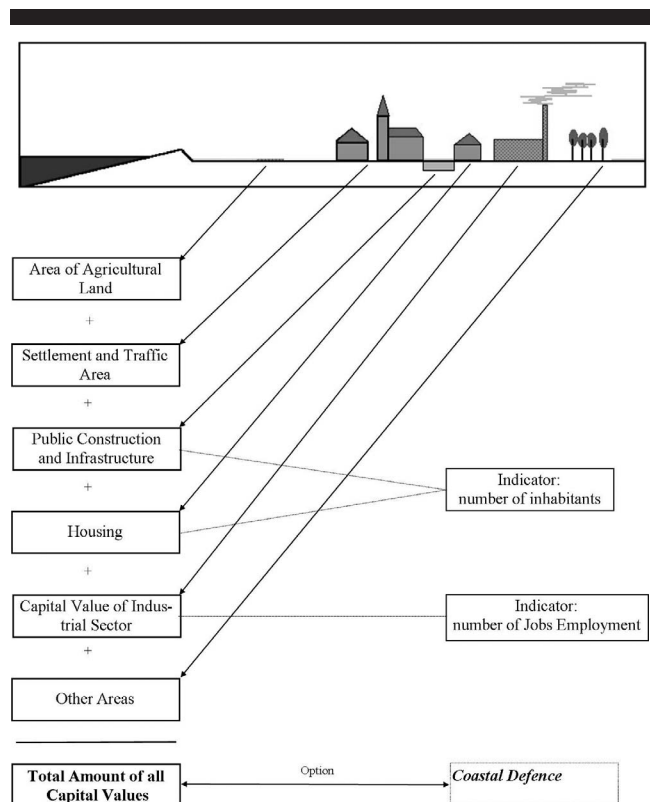 Area of Agricultural
Land
+
Settlement and Traffic
Area
+
Public Construction
and Infrastructure
+
Indicator:
number of inhabitants
Housing
+
Capital Value of Indus-
trial Sector
Indicator:
number of Jobs Employment
+
Other Areas
Total Amount of all
Capital Values
Option
Coastal Defence